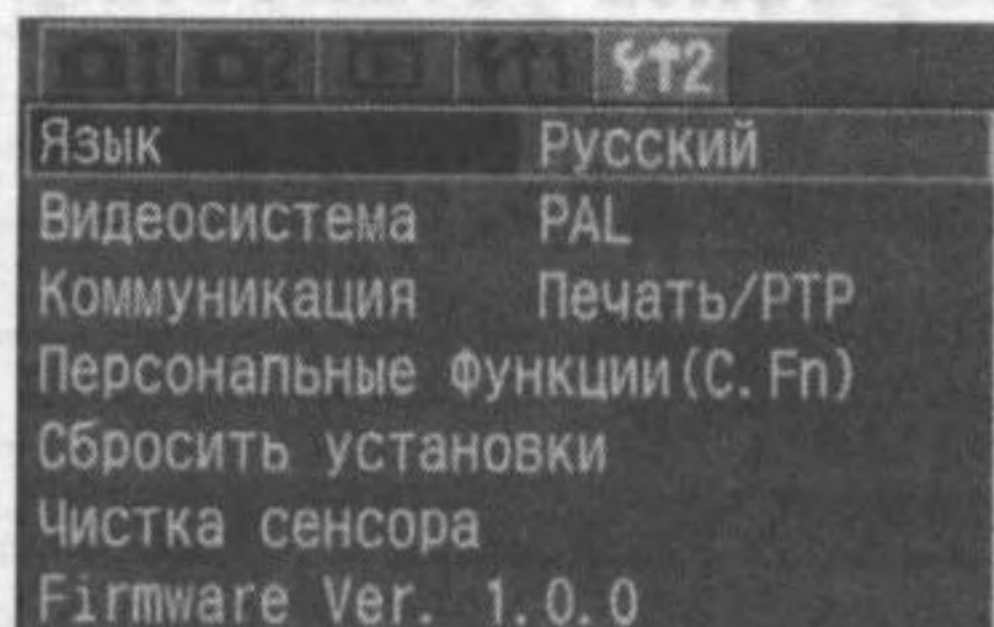 2
Язык Русский
Видеосистема PAL
Коммуникация Печать/PTP
Персональные Функции(C.Fn)
Сбросить установки
Чистка сенсора
Firmware Ver. 1.0.0